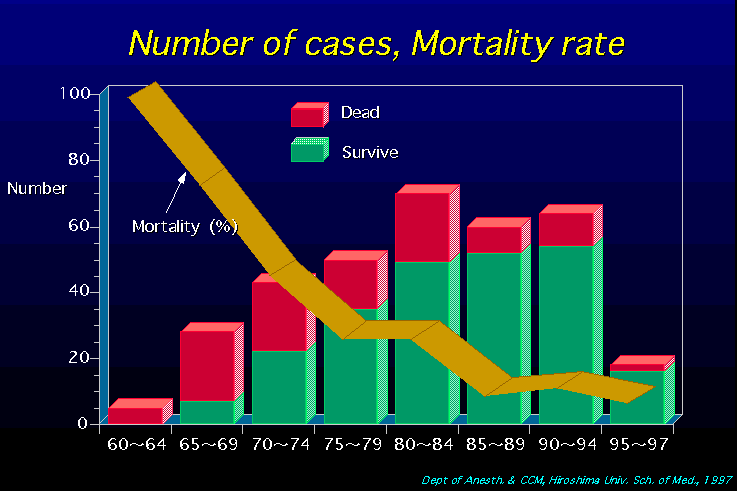 Number of cases, Mortality rate
100
Dead
Survive
80
Number
Mortality (%)
60
40
20
0
60～64 65～69 70～74 75～79 80～84 85～89 90～94 95～97
Dept of Anesth. & CCM, Hiroshima Univ. Sch. of Med., 1997